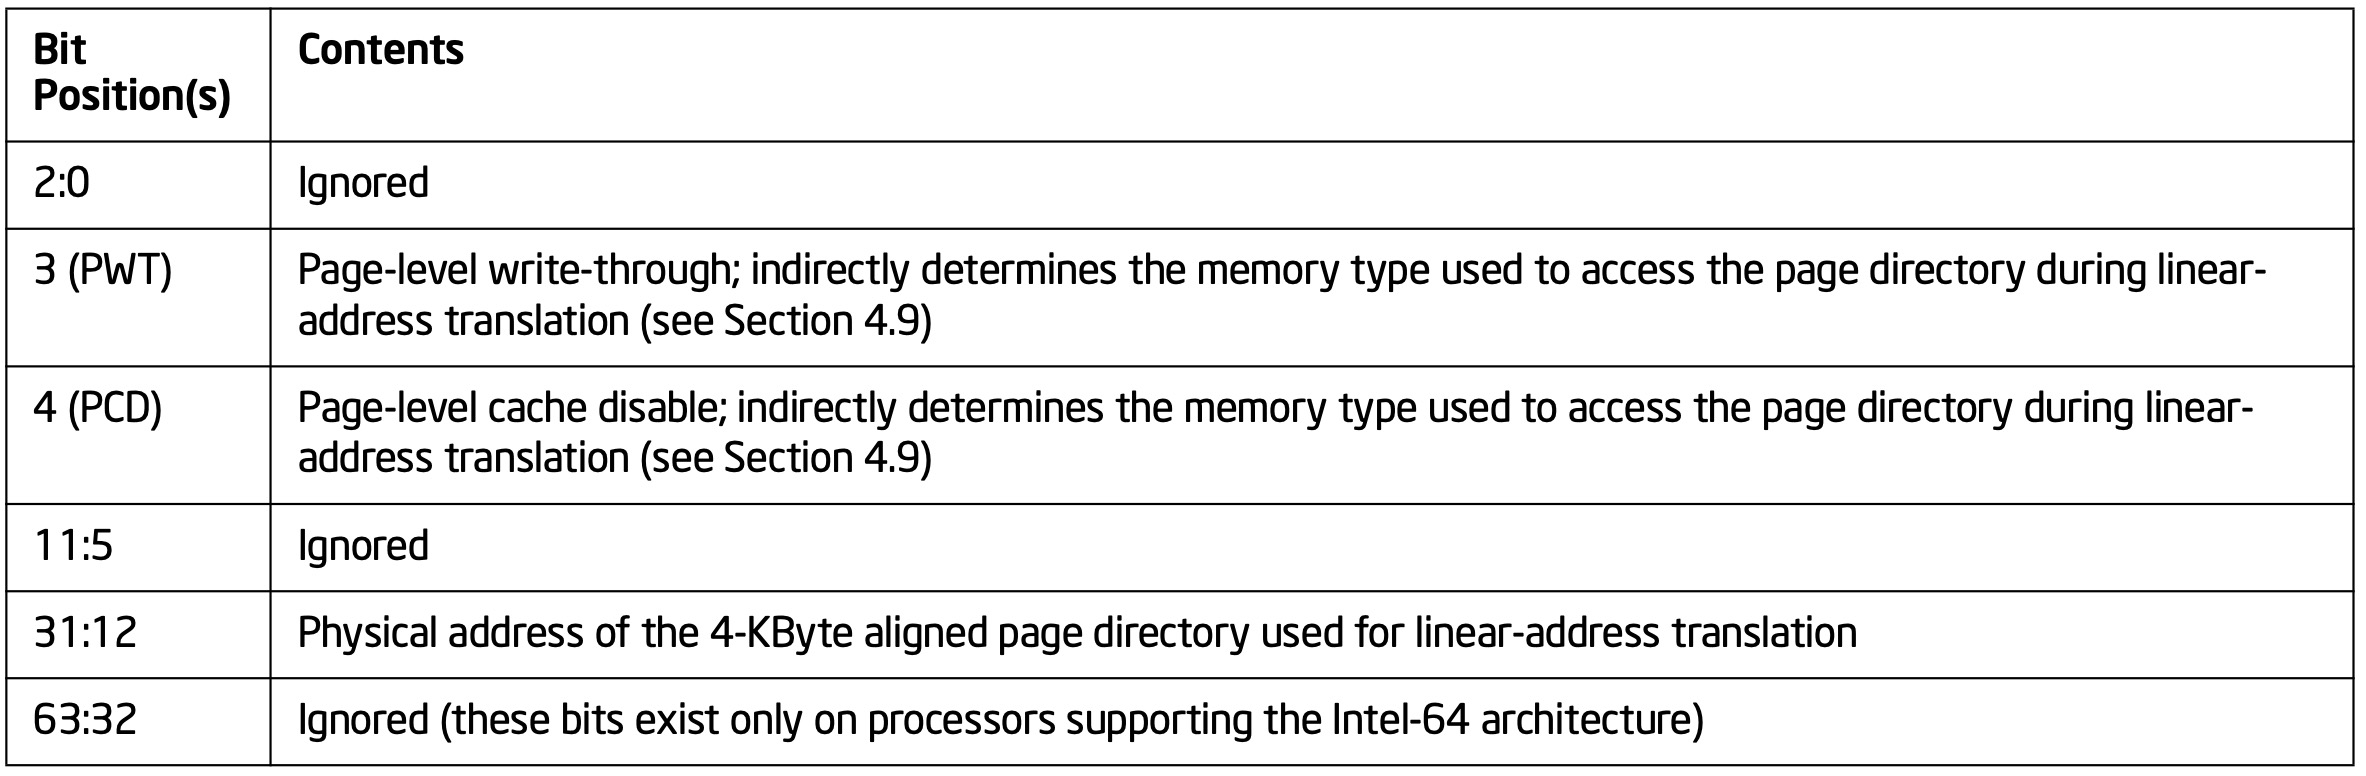 Bit
Position(s)
Contents
2:0
Ignored
3 (PWT)
Page-level write-through; indirectly determines the memory type used to access the page directory during linear-
address translation (see Section 4.9)
4 (PCD)
Page-level cache disable; indirectly determines the memory type used to access the page directory during linear-
address translation (see Section 4.9)
11:5
Ignored
31:12
Physical address of the 4-KByte aligned page directory used for linear-address translation
63:32
Ignored (these bits exist only on processors supporting the Intel-64 architecture)